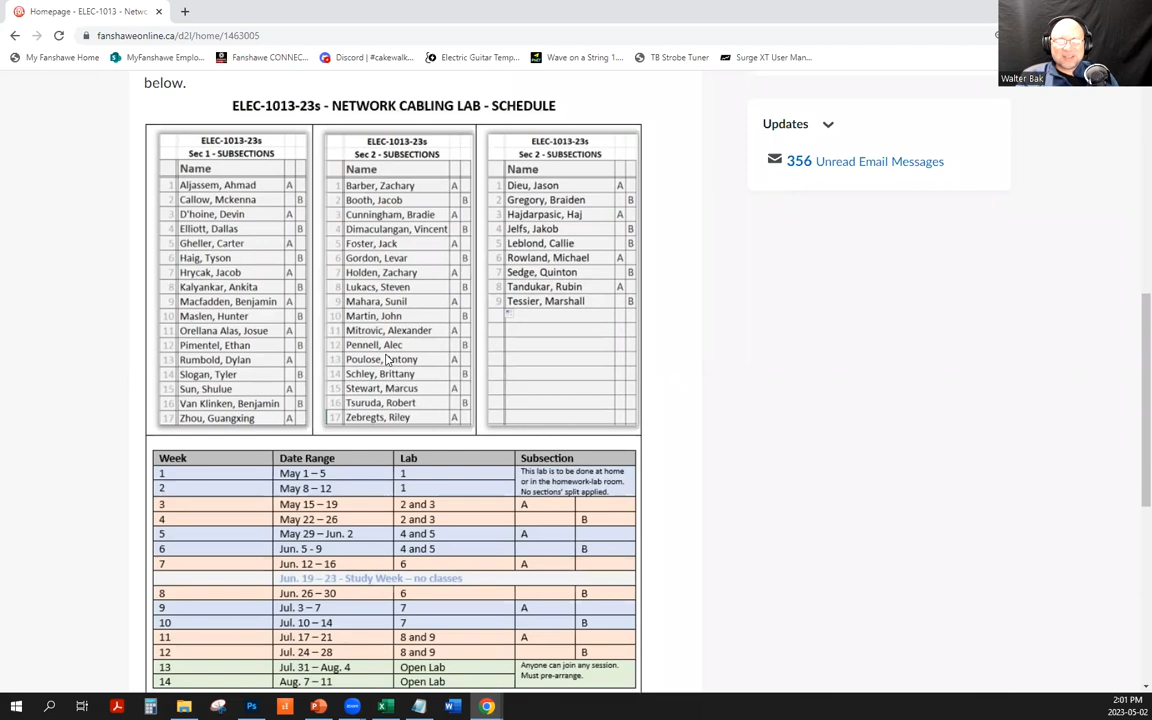 Homepage - ELEC-1013 - Netwo
fanshaweonline.ca/d2l/home/1463005
My Fanshawe Home
MyFanshawe Emplo...
Fanshawe CONNEC...
Discord | #cakewalk...
Electric Guitar Temp...
Wave on a String 1....
TB Strobe Tuner
Surge XT User Man...
Walter Bak
below.
ELEC-1013-23s - NETWORK CABLING LAB - SCHEDULE
ELEC-1013-23s
Sec 1 - SUBSECTIONS
Name
1 Aljassem, Ahmad A
2 Callow, Mckenna B
3 D'hoine, Devin A
4 Elliott, Dallas B
5 Gheller, Carter A
6 Haig, Tyson B
7 Hrycak, Jacob A
8 Kalyankar, Ankita B
9 Macfadden, Benjamin A
10 Maslen, Hunter B
11 Orellana Alas, Josue A
12 Pimentel, Ethan B
13 Rumbold, Dylan A
14 Slogan, Tyler B
15 Sun, Shulue A
16 Van Klinken, Benjamin B
17 Zhou, Guangxing A
ELEC-1013-23s
Sec 2 - SUBSECTIONS
Name
1 Barber, Zachary A
2 Booth, Jacob B
3 Cunningham, Bradie A
4 Dimaculangan, Vincent B
5 Foster, Jack A
6 Gordon, Levar B
7 Holden, Zachary A
8 Lukacs, Steven B
9 Mahara, Sunil A
10 Martin, John B
11 Mitrovic, Alexander A
12 Pennell, Alec B
13 Poulose, Antony A
14 Schley, Brittany B
15 Stewart, Marcus A
16 Tsuruda, Robert B
17 Zebregts, Riley A
ELEC-1013-23s
Sec 2 - SUBSECTIONS
Name
1 Dieu, Jason A
2 Gregory, Braiden B
3 Hajdarpasic, Haj A
4 Jelfs, Jakob B
5 Leblond, Callie B
6 Rowland, Michael A
7 Sedge, Quinton B
8 Tandukar, Rubin A
9 Tessier, Marshall B
Week Date Range Lab Subsection
1 May 1 – 5 1
2 May 8 – 12 1
This lab is to be done at home
or in the homework-lab room.
No sections' split applied.
3 May 15 – 19 2 and 3 A
4 May 22 – 26 2 and 3 B
5 May 29 – Jun. 2 4 and 5 A
6 Jun. 5 - 9 4 and 5 B
7 Jun. 12 – 16 6 A
Jun. 19 – 23 - Study Week – no classes
8 Jun. 26 – 30 6 B
9 Jul. 3 – 7 7 A
10 Jul. 10 – 14 7 B
11 Jul. 17 – 21 8 and 9 A
12 Jul. 24 – 28 8 and 9 B
13 Jul. 31 – Aug. 4 Open Lab
14 Aug. 7 – 11 Open Lab
Anyone can join any session.
Must pre-arrange.
Updates
356 Unread Email Messages
2:01 PM
2023-05-02